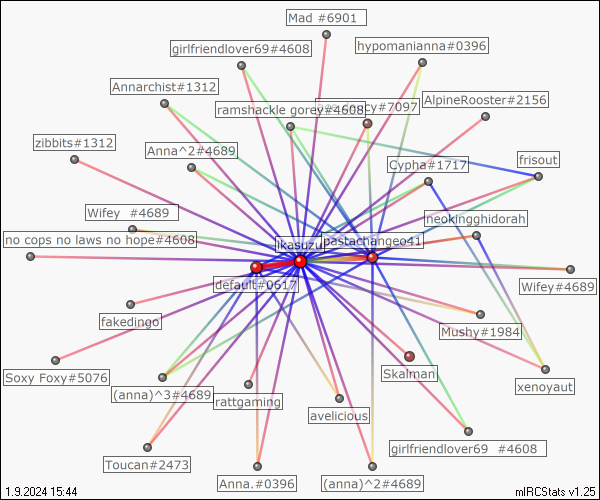 Mad #6901
girlfriendlover69#4608
hypomanianna#0396
Annarchist#1312
ramshackle gorey#4608
cy#7097
AlpineRooster#2156
zibbits#1312
Anna^2#4689
Cypha#1717
frisout
Wifey  #4689
neokingghidorah
no cops no laws no hope#4608
ikasuzu
pastachangeo41
default#0617
Wifey#4689
fakedingo
Mushy#1984
Skalman
Soxy Foxy#5076
(anna)^3#4689
rattgaming
xenoyaut
avelicious
girlfriendlover69  #4608
Toucan#2473
Anna.#0396
(anna)^2#4689
1.9.2024 15:44
mIRCStats v1.25